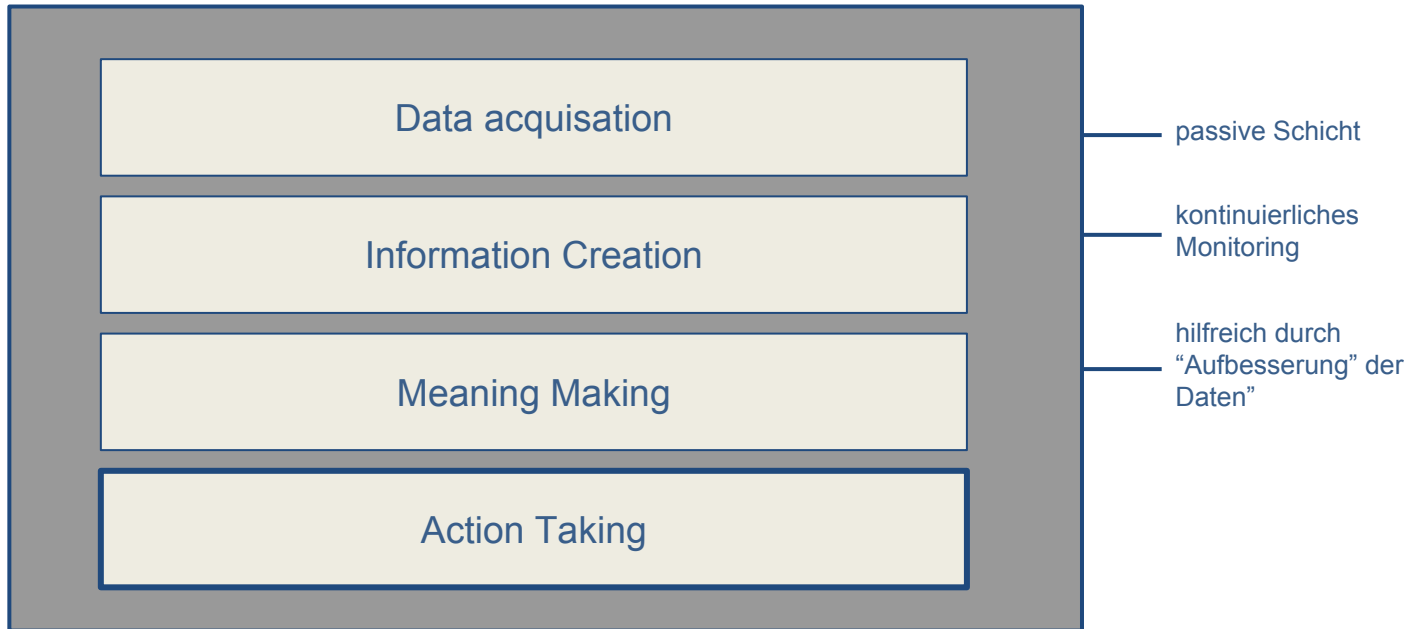 Data acquisation
Information Creation
Meaning Making
Action Taking
passive Schicht
kontinuierliches
Monitoring
hilfreich durch
“Aufbesserung” der
Daten”